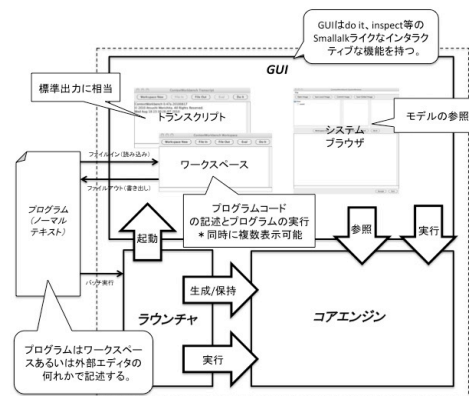 GUIはdo it、inspect等の
Smallalkライクなインタラク
ティブな機能を持つ。
GUI
標準出力に相当
トランスクリプト
モデルの参照
システム
ブラウザ
ファイルイン(読み込み)
ワークスペース
ファイルアウト(書き出し)
プログラム
(ノーマル
テキスト)
プログラムコード
の記述とプログラムの実行
*同時に複数表示可能
起動
参照
実行
バッチ実行
生成/保持
ラウンチャ
コアエンジン
実行
プログラムはワークスペー
スあるいは外部エディタの
何れかで記述する。